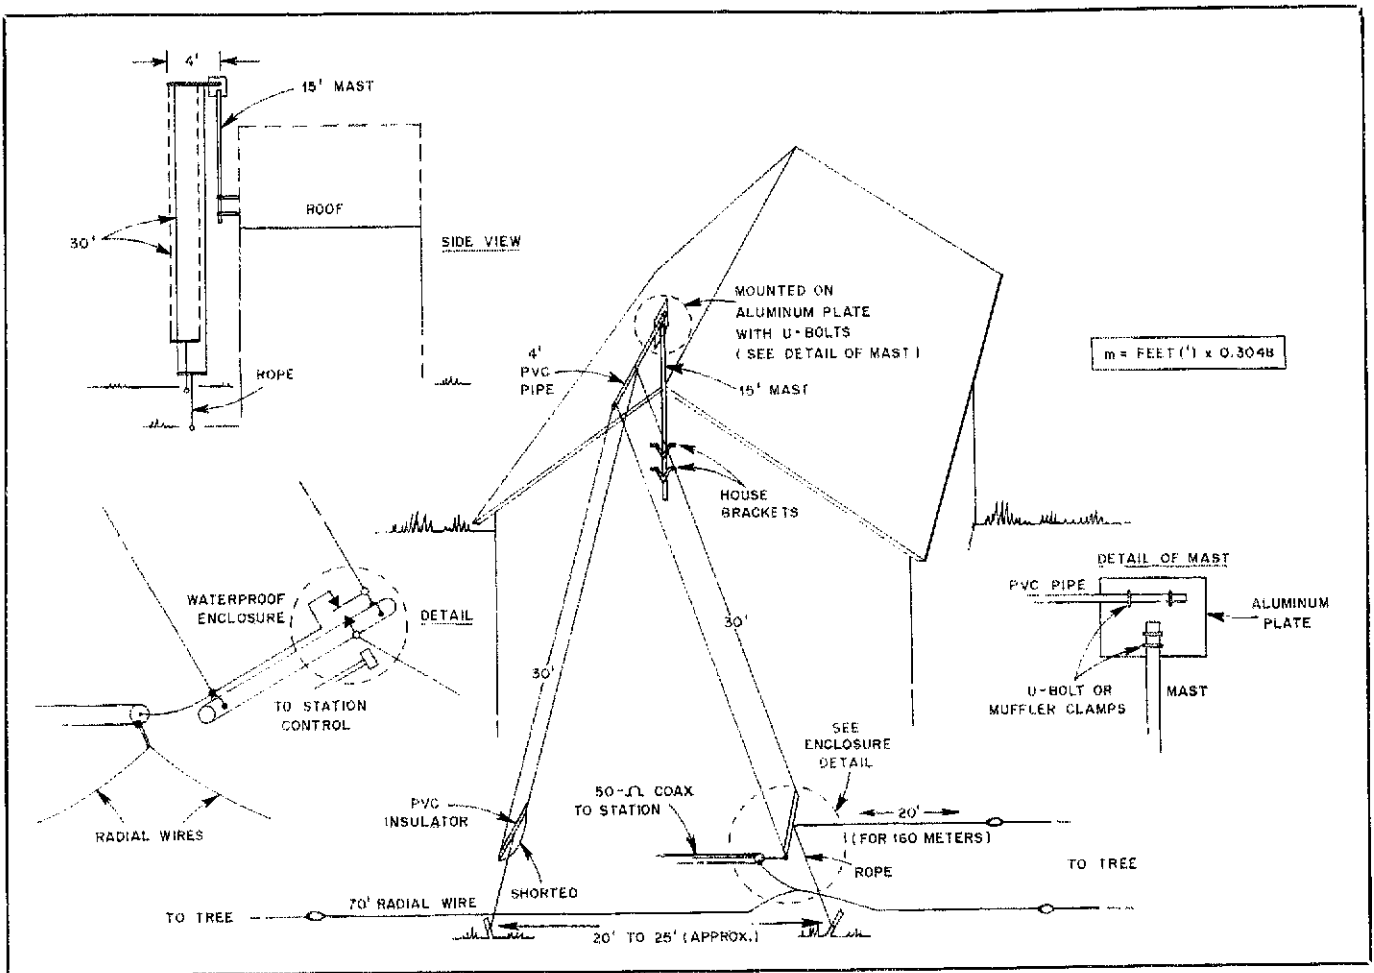 4'
15' MAST
ROOF
30'
SIDE VIEW
ROPE
MOUNTED ON
ALUMINUM PLATE
WITH U-BOLTS
(SEE DETAIL OF MAST)
4'
PVC
PIPE
15' MAST
m = FEET (') x 0.3048
HOUSE
BRACKETS
WATERPROOF
ENCLOSURE
DETAIL
TO STATION
CONTROL
RADIAL WIRES
DETAIL OF MAST
PVC PIPE
ALUMINUM
PLATE
U-BOLT OR
MUFFLER CLAMPS
MAST
30'
30'
SEE
ENCLOSURE
DETAIL
PVC
INSULATOR
SHORTED
50-Ω COAX
TO STATION
20'
(FOR 160 METERS)
ROPE
TO TREE
TO TREE
70' RADIAL WIRE
20' TO 25' (APPROX.)